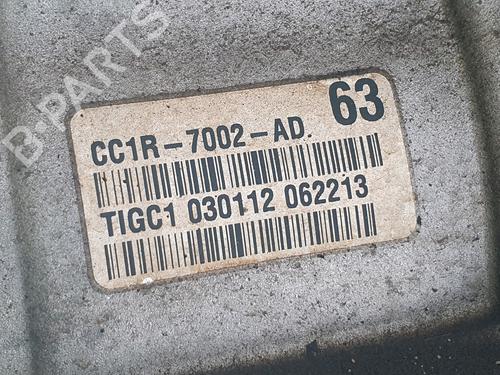 B-PARTS
63
CC1R-7002-AD.
TIGC1 030112 062213